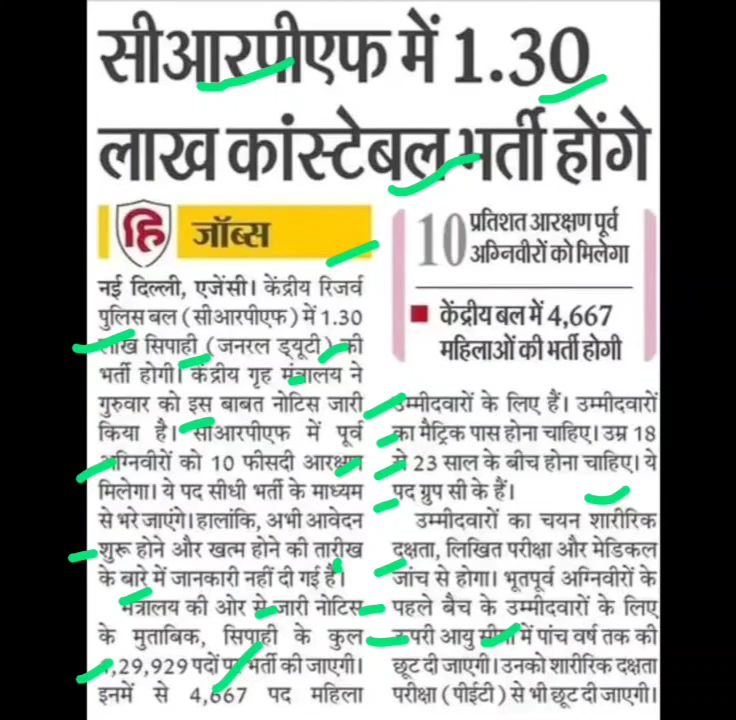 सीआरपीएफ में 1.30
लाख कांस्टेबल भर्ती होंगे
हि जॉब्स
नई दिल्ली, एजेंसी। केंद्रीय रिजर्व
पुलिस बल (सीआरपीएफ) में 1.30
लाख सिपाही (जनरल ड्यूटी) की
भर्ती होगी। केंद्रीय गृह मंत्रालय ने
गुरुवार को इस बाबत नोटिस जारी
किया है। सीआरपीएफ में पूर्व
अग्निवीरों को 10 फीसदी आरक्षण
मिलेगा। ये पद सीधी भर्ती के माध्यम
से भरे जाएंगे। हालांकि, अभी आवेदन
शुरू होने और खत्म होने की तारीख
के बारे में जानकारी नहीं दी गई है।
मंत्रालय की ओर से जारी नोटिस
के मुताबिक, सिपाही के कुल
1,29,929 पदों पर भर्ती की जाएगी।
इनमें से 4,667 पद महिला
10 प्रतिशत आरक्षण पूर्व
अग्निवीरों को मिलेगा
केंद्रीय बल में 4,667
महिलाओं की भर्ती होगी
उम्मीदवारों के लिए हैं। उम्मीदवारों
का मैट्रिक पास होना चाहिए। उम्र 18
से 23 साल के बीच होना चाहिए। ये
पद ग्रुप सी के हैं।
उम्मीदवारों का चयन शारीरिक
दक्षता, लिखित परीक्षा और मेडिकल
जांच से होगा। भूतपूर्व अग्निवीरों के
पहले बैच के उम्मीदवारों के लिए
ऊपरी आयु सीमा में पांच वर्ष तक की
छूट दी जाएगी। उनको शारीरिक दक्षता
परीक्षा (पीईटी) से भी छूट दी जाएगी।